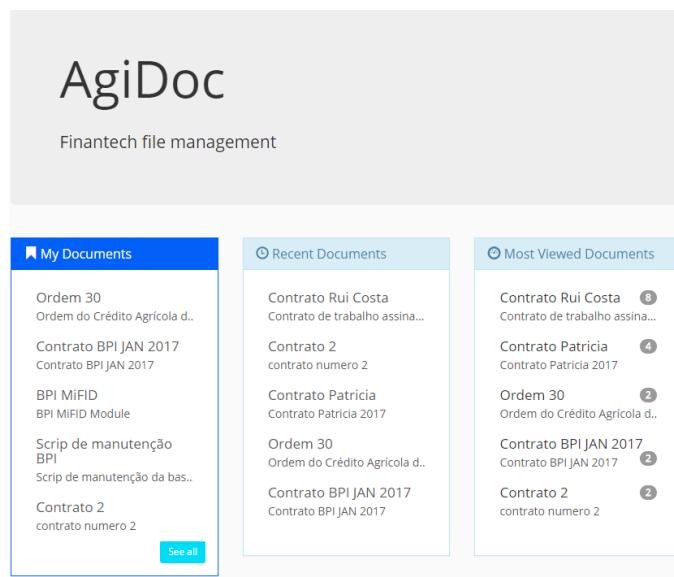 AgiDoc
Finantech file management
My Documents
Ordem 30
Ordem do Crédito Agrícola d..
Contrato BPI JAN 2017
Contrato BPI JAN 2017
BPI MiFID
BPI MiFID Module
Scrip de manutenção
BPI
Scrip de manutenção da bas..
Contrato 2
contrato numero 2
See all
Recent Documents
Contrato Rui Costa
Contrato de trabalho assina...
Contrato 2
contrato numero 2
Contrato Patricia
Contrato Patricia 2017
Ordem 30
Ordem do Crédito Agrícola d..
Contrato BPI JAN 2017
Contrato BPI JAN 2017
Most Viewed Documents
Contrato Rui Costa 8
Contrato de trabalho assina...
Contrato Patricia 4
Contrato Patricia 2017
Ordem 30 2
Ordem do Crédito Agrícola d..
Contrato BPI JAN 2017
Contrato BPI JAN 2017 2
Contrato 2 2
contrato numero 2